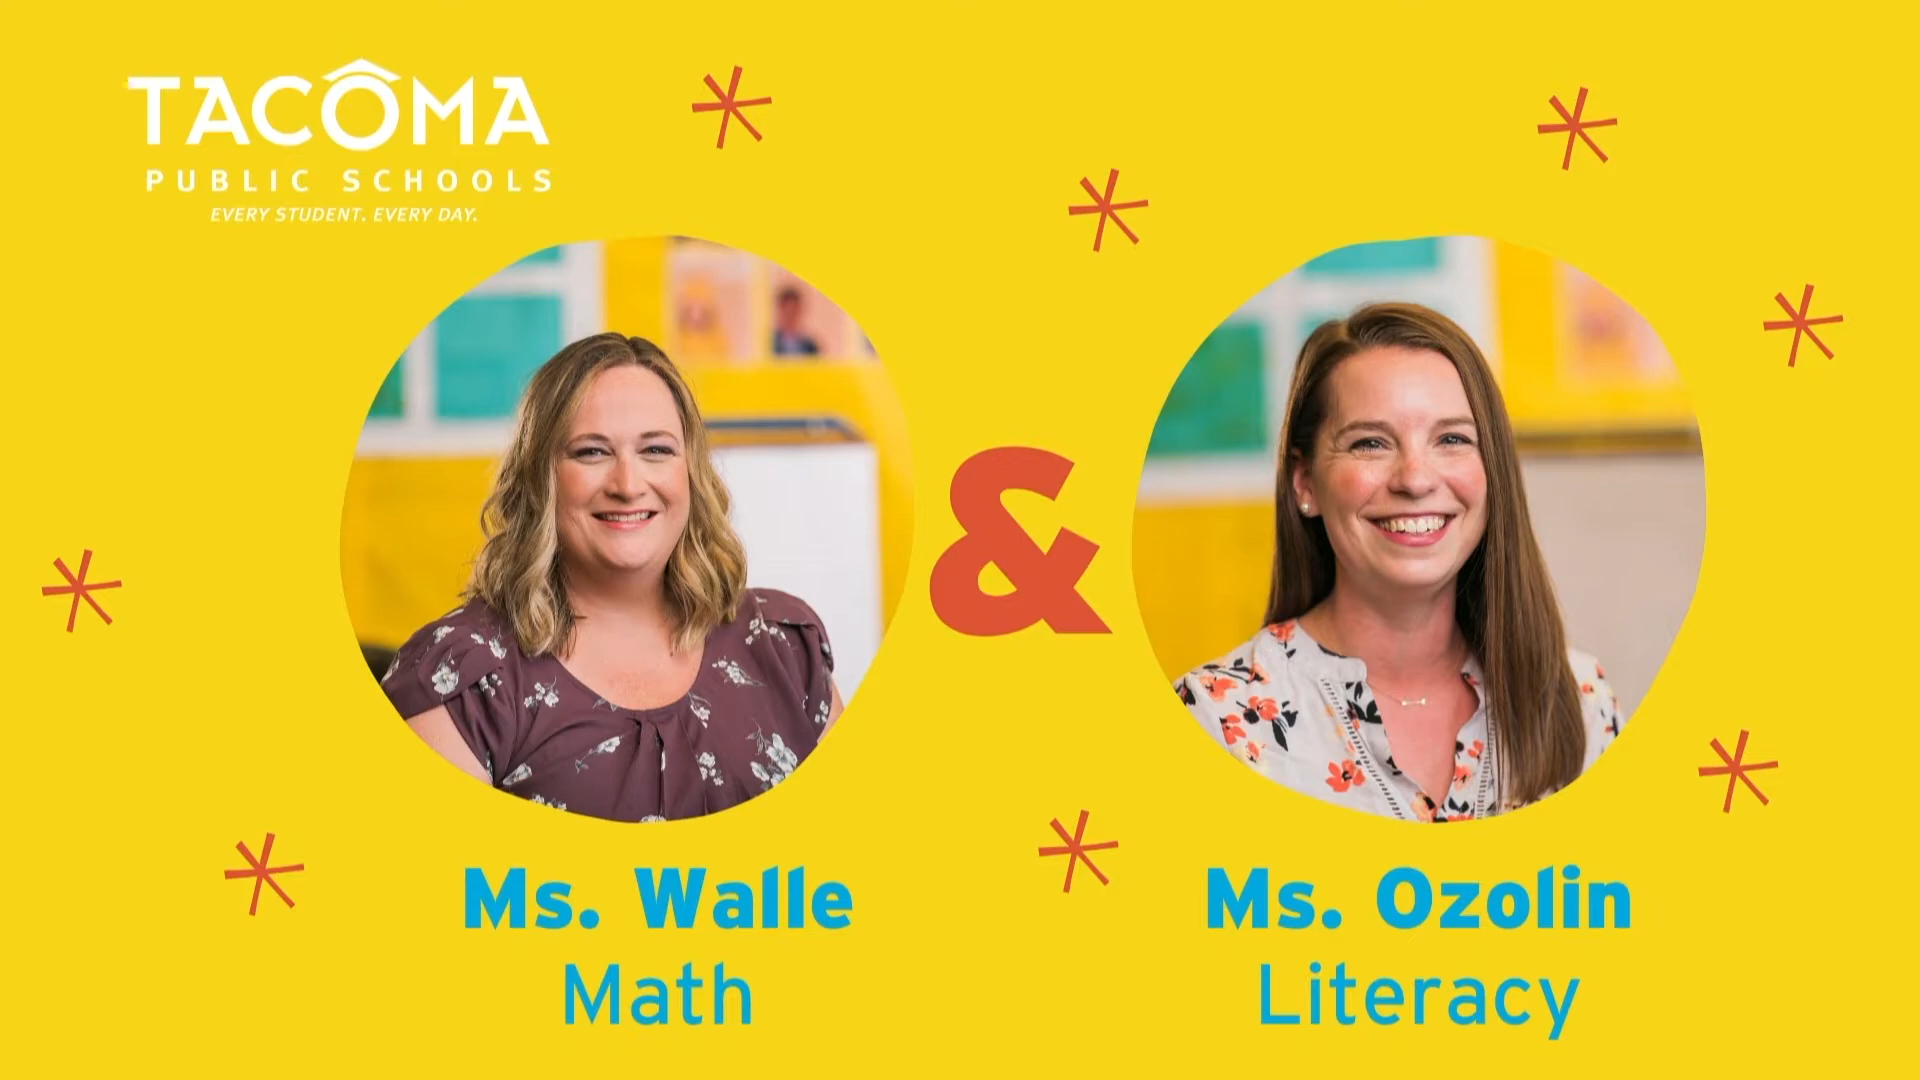 TACOMA
PUBLIC SCHOOLS
EVERY STUDENT. EVERY DAY.
&
Ms. Walle
Math
Ms. Ozolin
Literacy